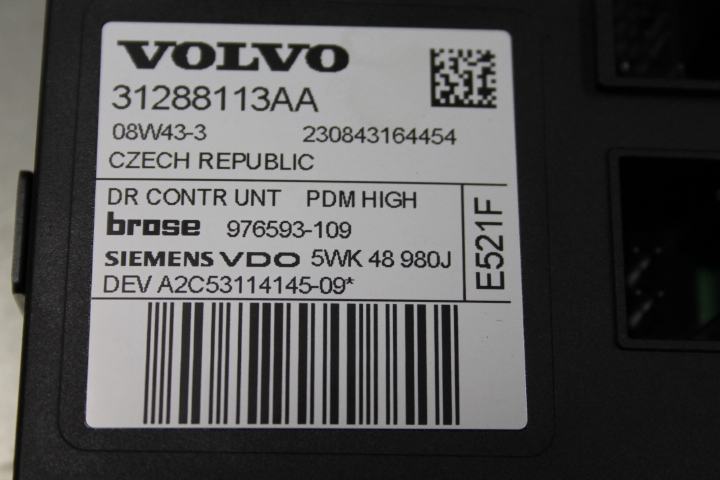 VOLVO
31288113AA
08W43-3 230843164454
CZECH REPUBLIC
DR CONTR UNT PDM HIGH
brose 976593-109
SIEMENS VDO 5WK 48 980J
DEV A2C53114145-09*
E521F